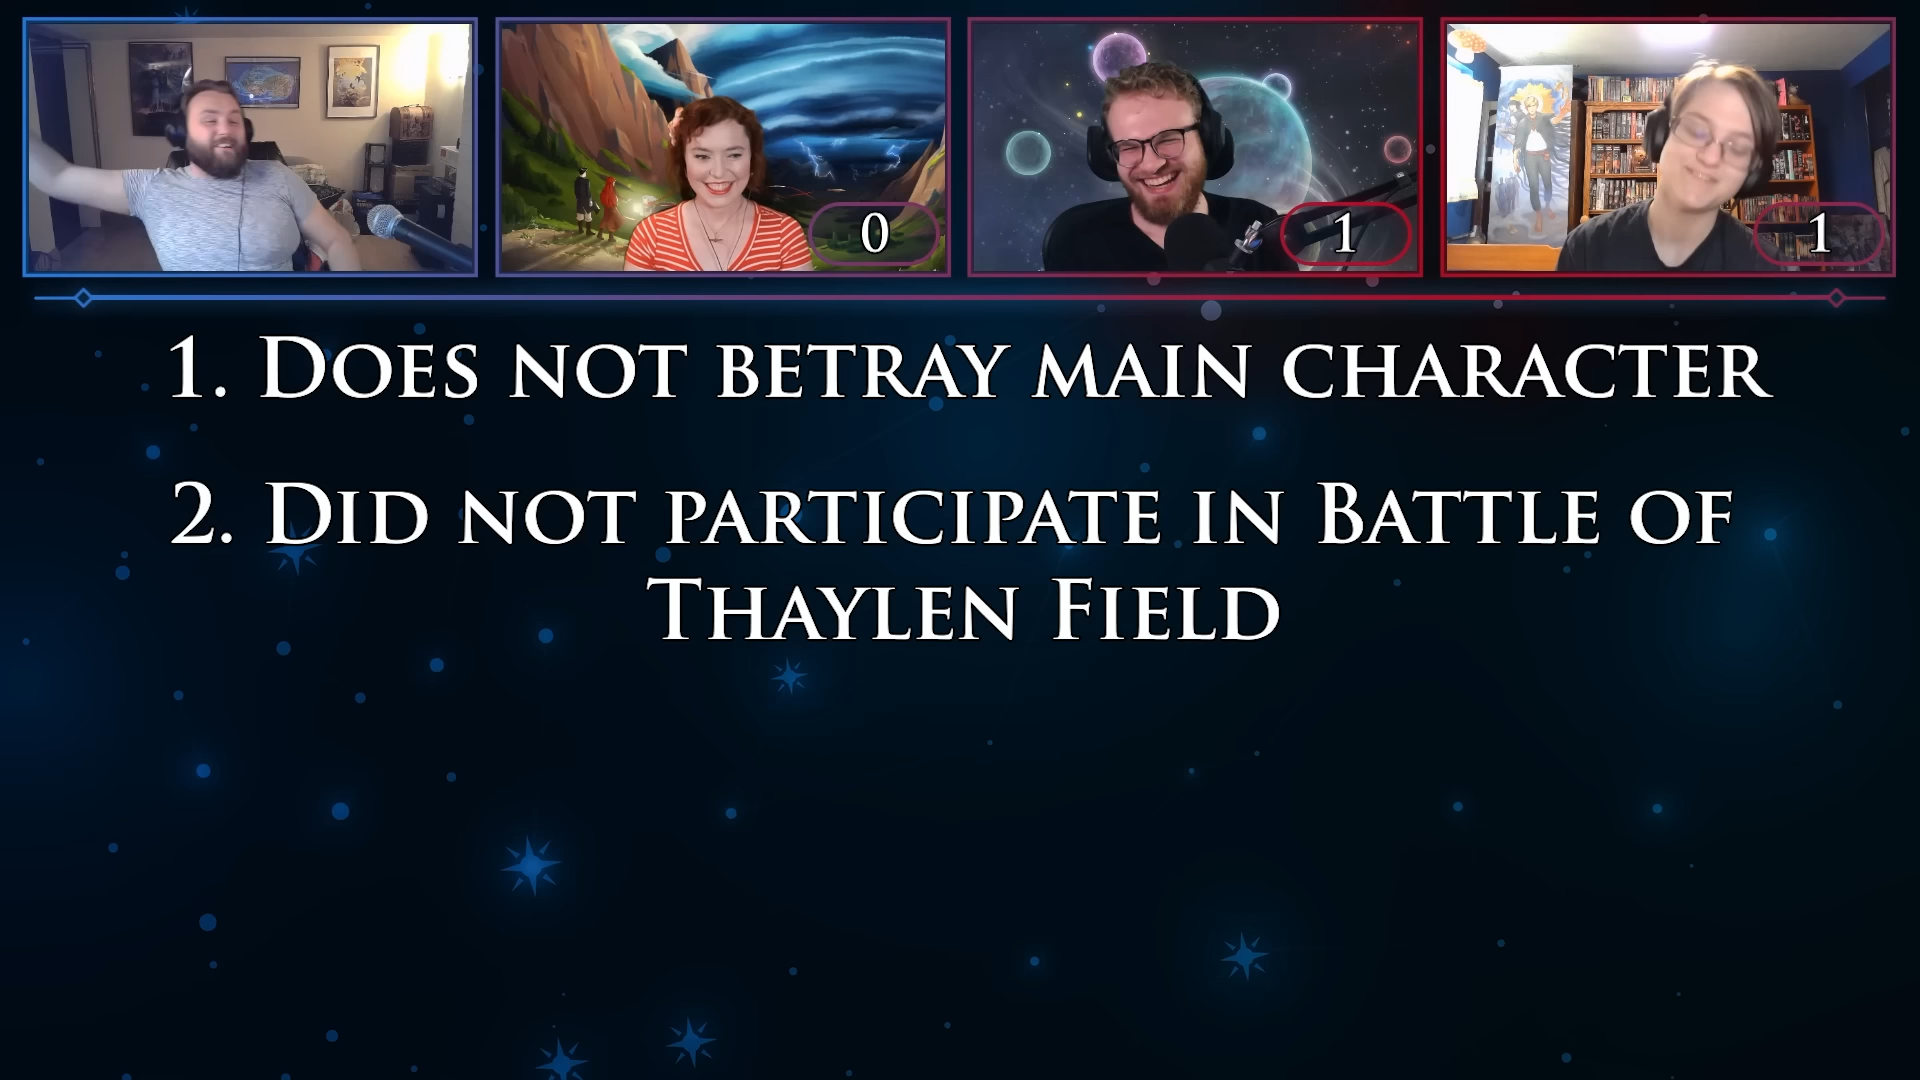 0
1
1
1. Does not betray main character
2. Did not participate in Battle of
Thaylen Field